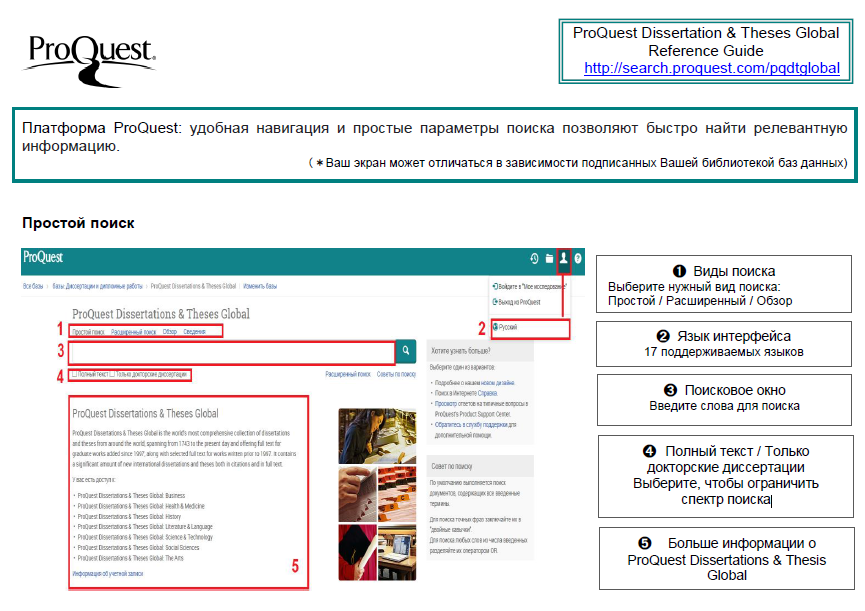 ProQuest
ProQuest Dissertation & Theses Global
Reference Guide
http://search.proquest.com/pqdtglobal
Платформа ProQuest: удобная навигация и простые параметры поиска позволяют быстро найти релевантную
информацию.
( ∗ Ваш экран может отличаться в зависимости подписанных Вашей библиотекой баз данных)
Простой поиск
ProQuest
Все базы | базы: Диссертации и дипломные работы | ProQuest Dissertations & Theses Global | Изменить базы
Войдите в "Мое исследование"
Выход из ProQuest
2 Русский
ProQuest Dissertations & Theses Global
1 Простой поиск Расширенный поиск Обзор Сведения
3
4 Полный текст Только докторские диссертации
Расширенный поиск Советы по поиску
ProQuest Dissertations & Theses Global
ProQuest Dissertations & Theses Global is the world's most comprehensive collection of dissertations
and theses from around the world, spanning from 1743 to the present day and offering full text for
graduate works added since 1997, along with selected full text for works written prior to 1997. It contains
a significant amount of new international dissertations and theses both in citations and in full text.
У вас есть доступ к:
• ProQuest Dissertations & Theses Global: Business
• ProQuest Dissertations & Theses Global: Health & Medicine
• ProQuest Dissertations & Theses Global: History
• ProQuest Dissertations & Theses Global: Literature & Language
• ProQuest Dissertations & Theses Global: Science & Technology
• ProQuest Dissertations & Theses Global: Social Sciences
• ProQuest Dissertations & Theses Global: The Arts
Информация об учетной записи
5
Хотите узнать больше?
Выберите один из вариантов:
• Подробнее о нашем новом дизайне.
• Поиск в Интернете Справка.
• Просмотр ответов на типичные вопросы в
ProQuest's Product Support Center.
• Обратитесь в службу поддержки для
дополнительной помощи.
Совет по поиску
По умолчанию выполняется поиск
документов, содержащих все введенные
термины.
Для поиска точных фраз заключайте их в
"двойные кавычки".
Для поиска любых слов из числа введенных
разделяйте их оператором OR.
❶ Виды поиска
Выберите нужный вид поиска:
Простой / Расширенный / Обзор
❷ Язык интерфейса
17 поддерживаемых языков
❸ Поисковое окно
Введите слова для поиска
❹ Полный текст / Только
докторские диссертации
Выберите, чтобы ограничить
спектр поиска
❺ Больше информации о
ProQuest Dissertations & Thesis
Global